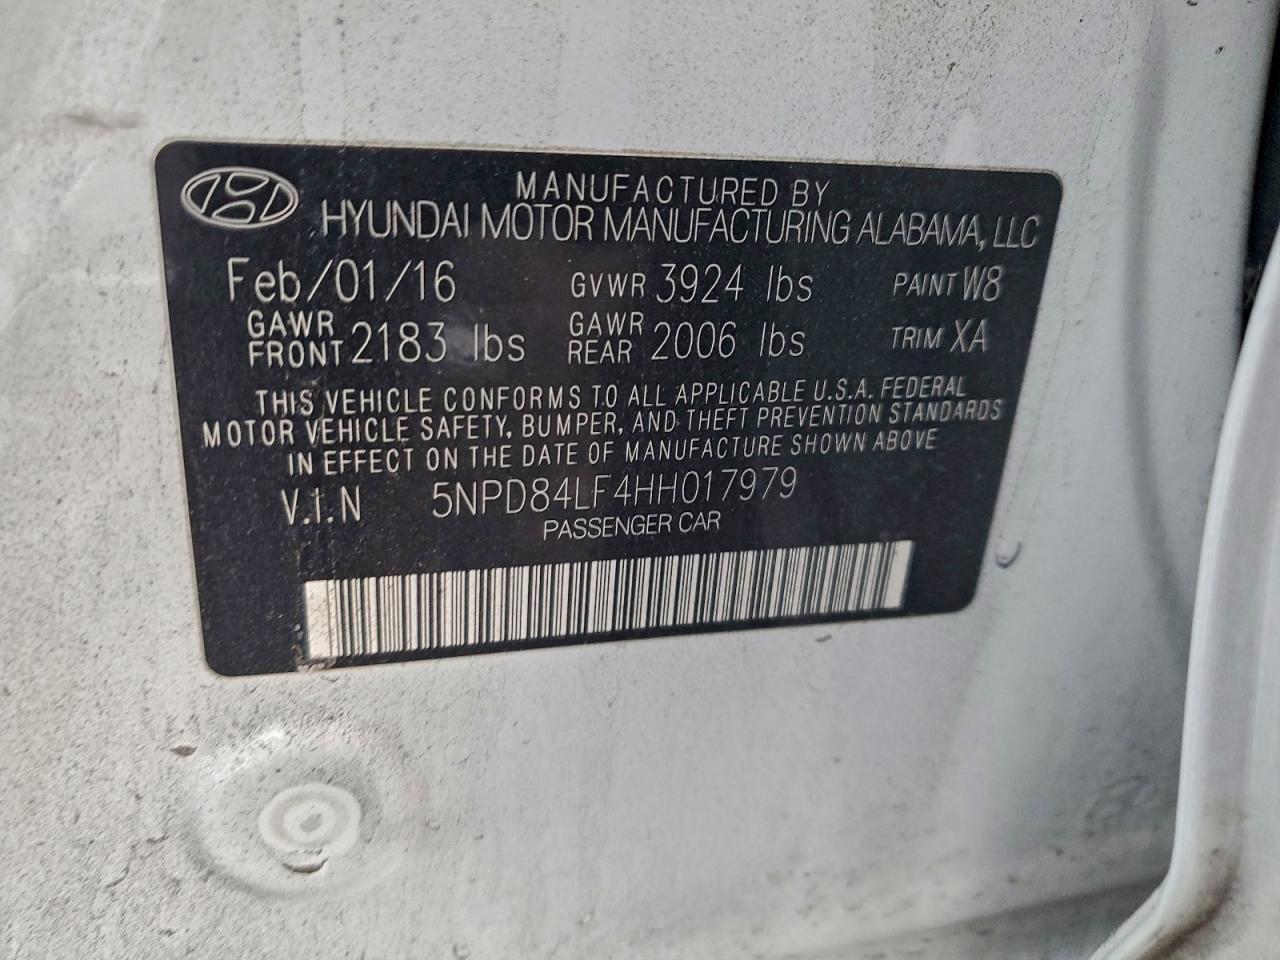 MANUFACTURED BY
HYUNDAI MOTOR MANUFACTURING ALABAMA, LLC
Feb/01/16 GVWR 3924 lbs PAINT W8
GAWR FRONT 2183 lbs GAWR REAR 2006 lbs TRIM XA
THIS VEHICLE CONFORMS TO ALL APPLICABLE U.S.A. FEDERAL
MOTOR VEHICLE SAFETY, BUMPER, AND THEFT PREVENTION STANDARDS
IN EFFECT ON THE DATE OF MANUFACTURE SHOWN ABOVE
V.I.N 5NPD84LF4HH017979
PASSENGER CAR